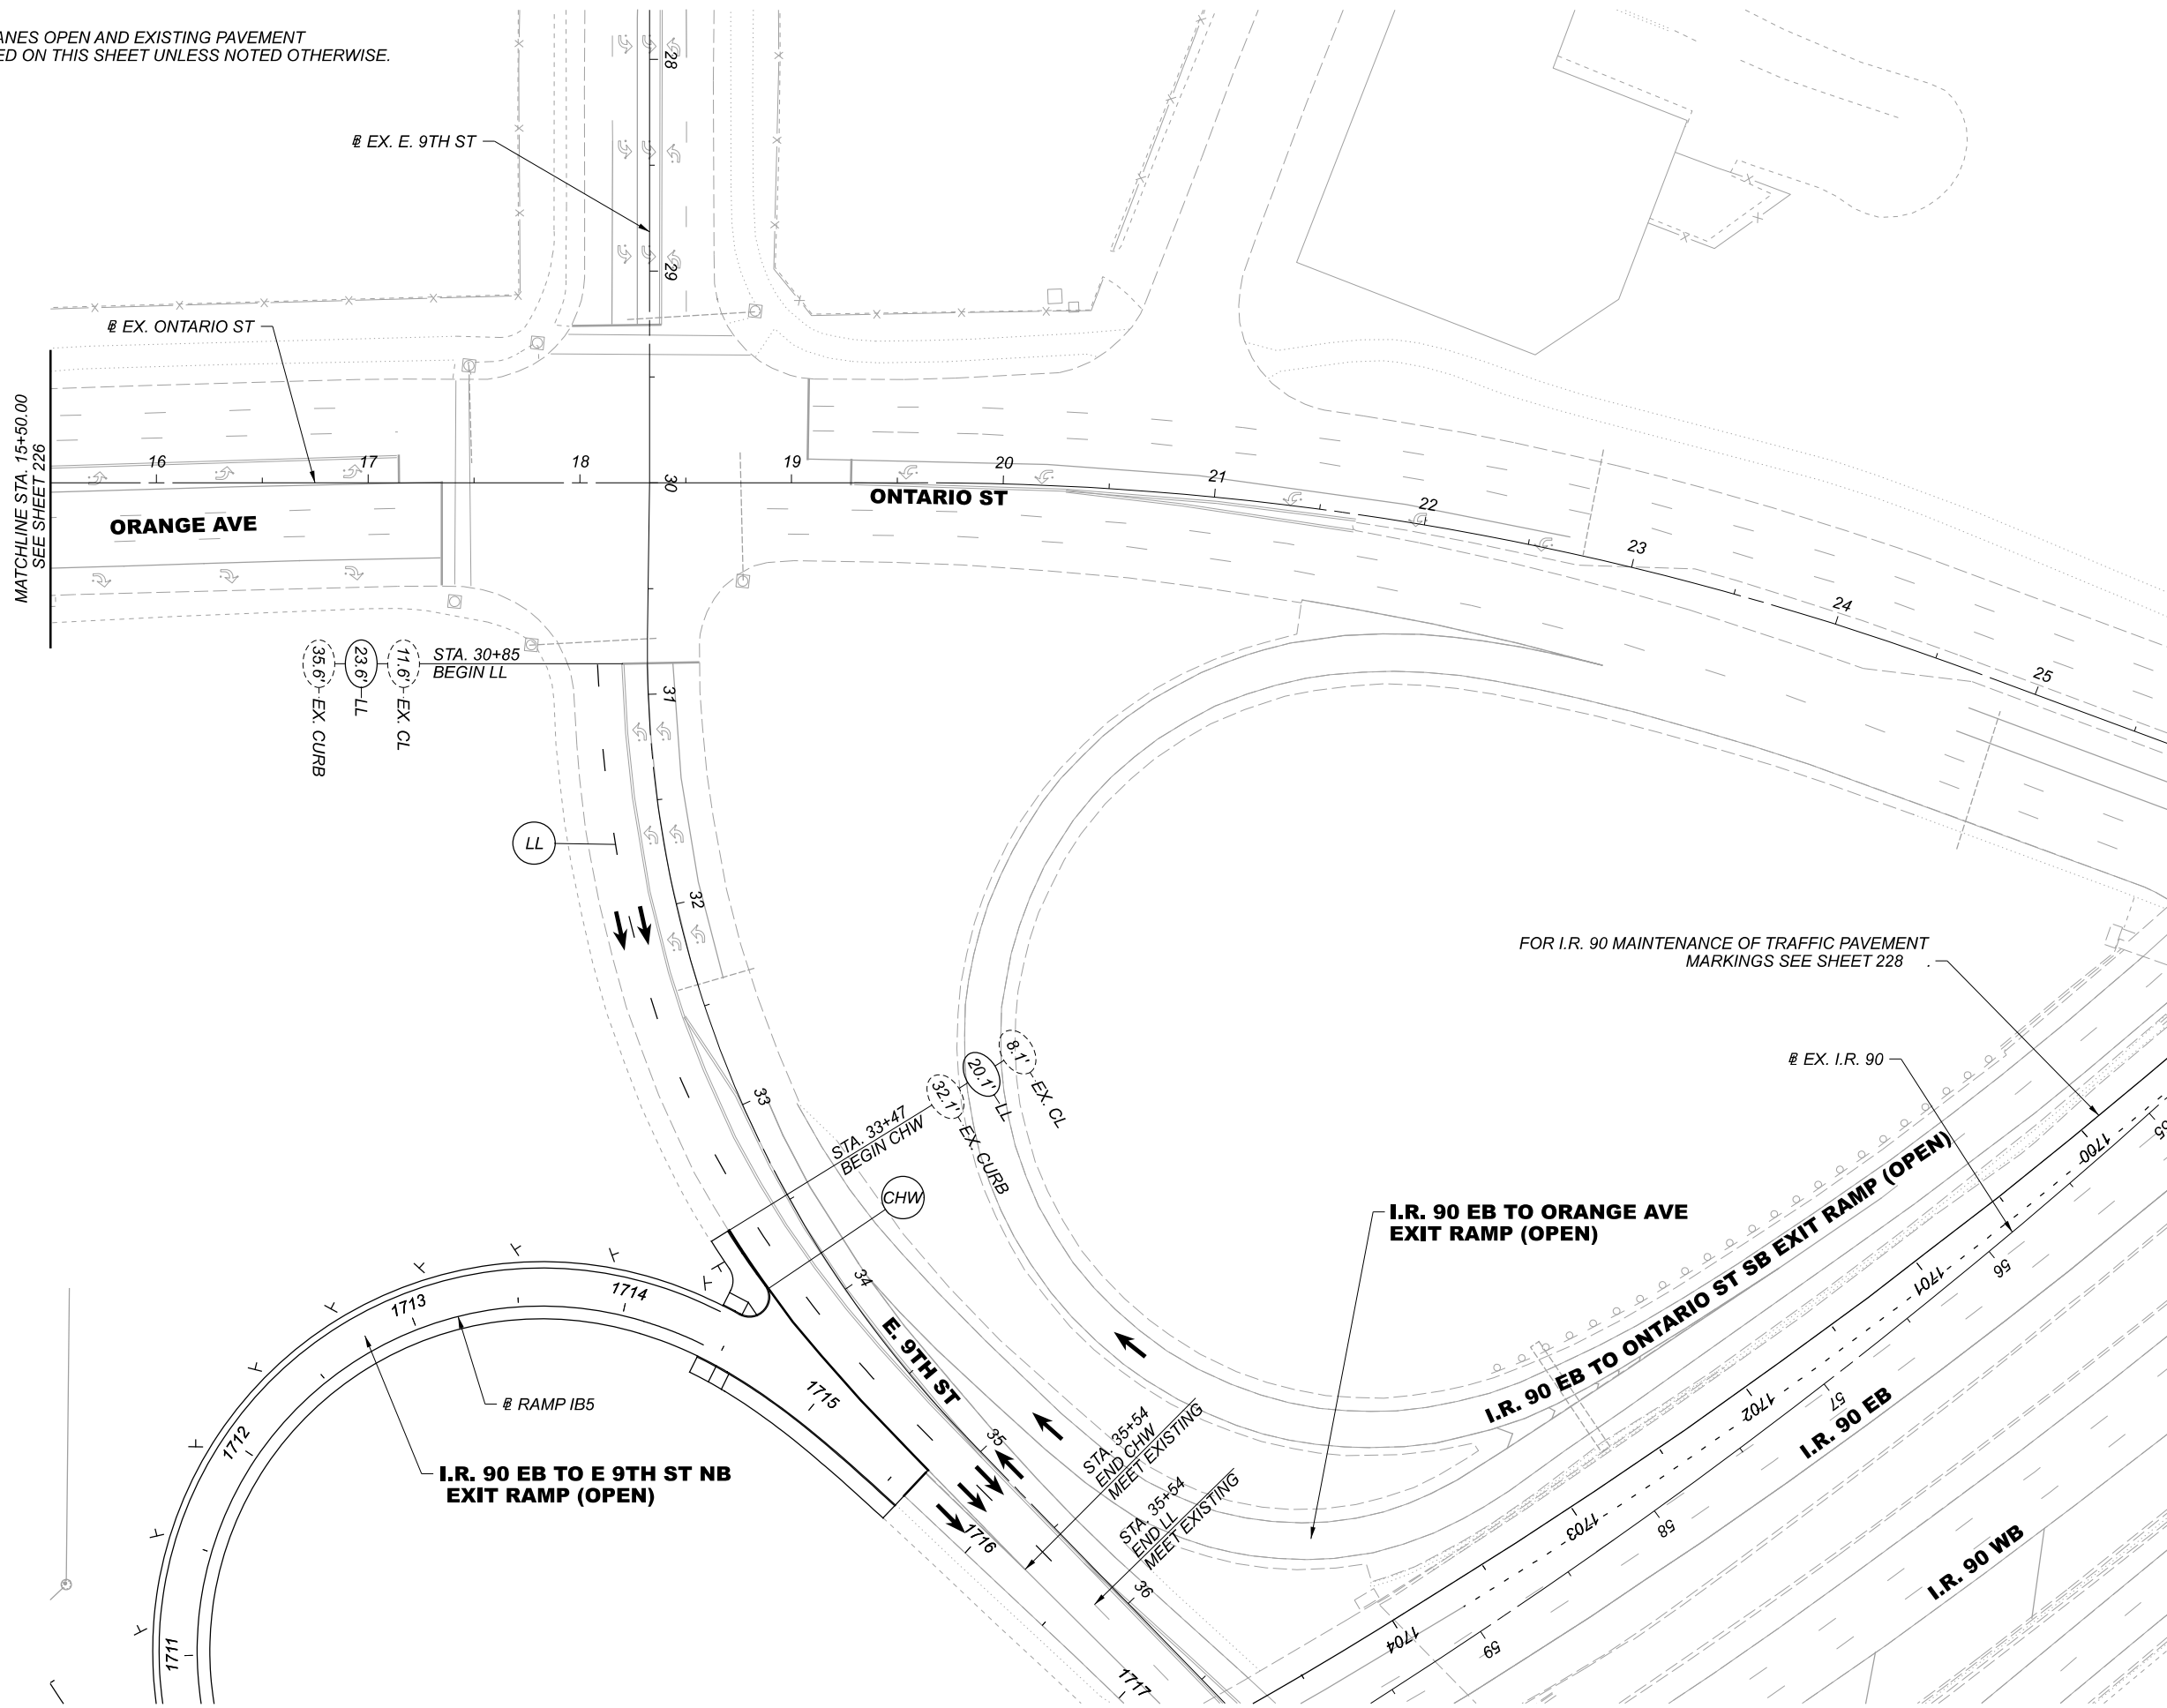 ANES OPEN AND EXISTING PAVEMENT
ED ON THIS SHEET UNLESS NOTED OTHERWISE.
28
EX. E. 9TH ST
29
EX. ONTARIO ST
MATCHLINE STA. 15+50.00
SEE SHEET 226
16
17
18
19
20
21
22
23
24
25
30
ONTARIO ST
ORANGE AVE
35.6' EX. CURB
23.6' LL
11.6' EX. CL
STA. 30+85
BEGIN LL
31
LL
32
FOR I.R. 90 MAINTENANCE OF TRAFFIC PAVEMENT
MARKINGS SEE SHEET 228 .
EX. I.R. 90
33
STA. 33+47
BEGIN CHW
32.1' EX. CURB
20.1' LL
8.1' EX. CL
CHW
34
E. 9TH ST
I.R. 90 EB TO ORANGE AVE
EXIT RAMP (OPEN)
I.R. 90 EB TO ONTARIO ST SB EXIT RAMP (OPEN)
1700
1701
1702
1703
1704
55
56
57
58
59
I.R. 90 EB
I.R. 90 WB
1711
1712
1713
1714
1715
1716
1717
RAMP IB5
I.R. 90 EB TO E 9TH ST NB
EXIT RAMP (OPEN)
35
STA. 35+54
END CHW
MEET EXISTING
STA. 35+54
END LL
MEET EXISTING
36